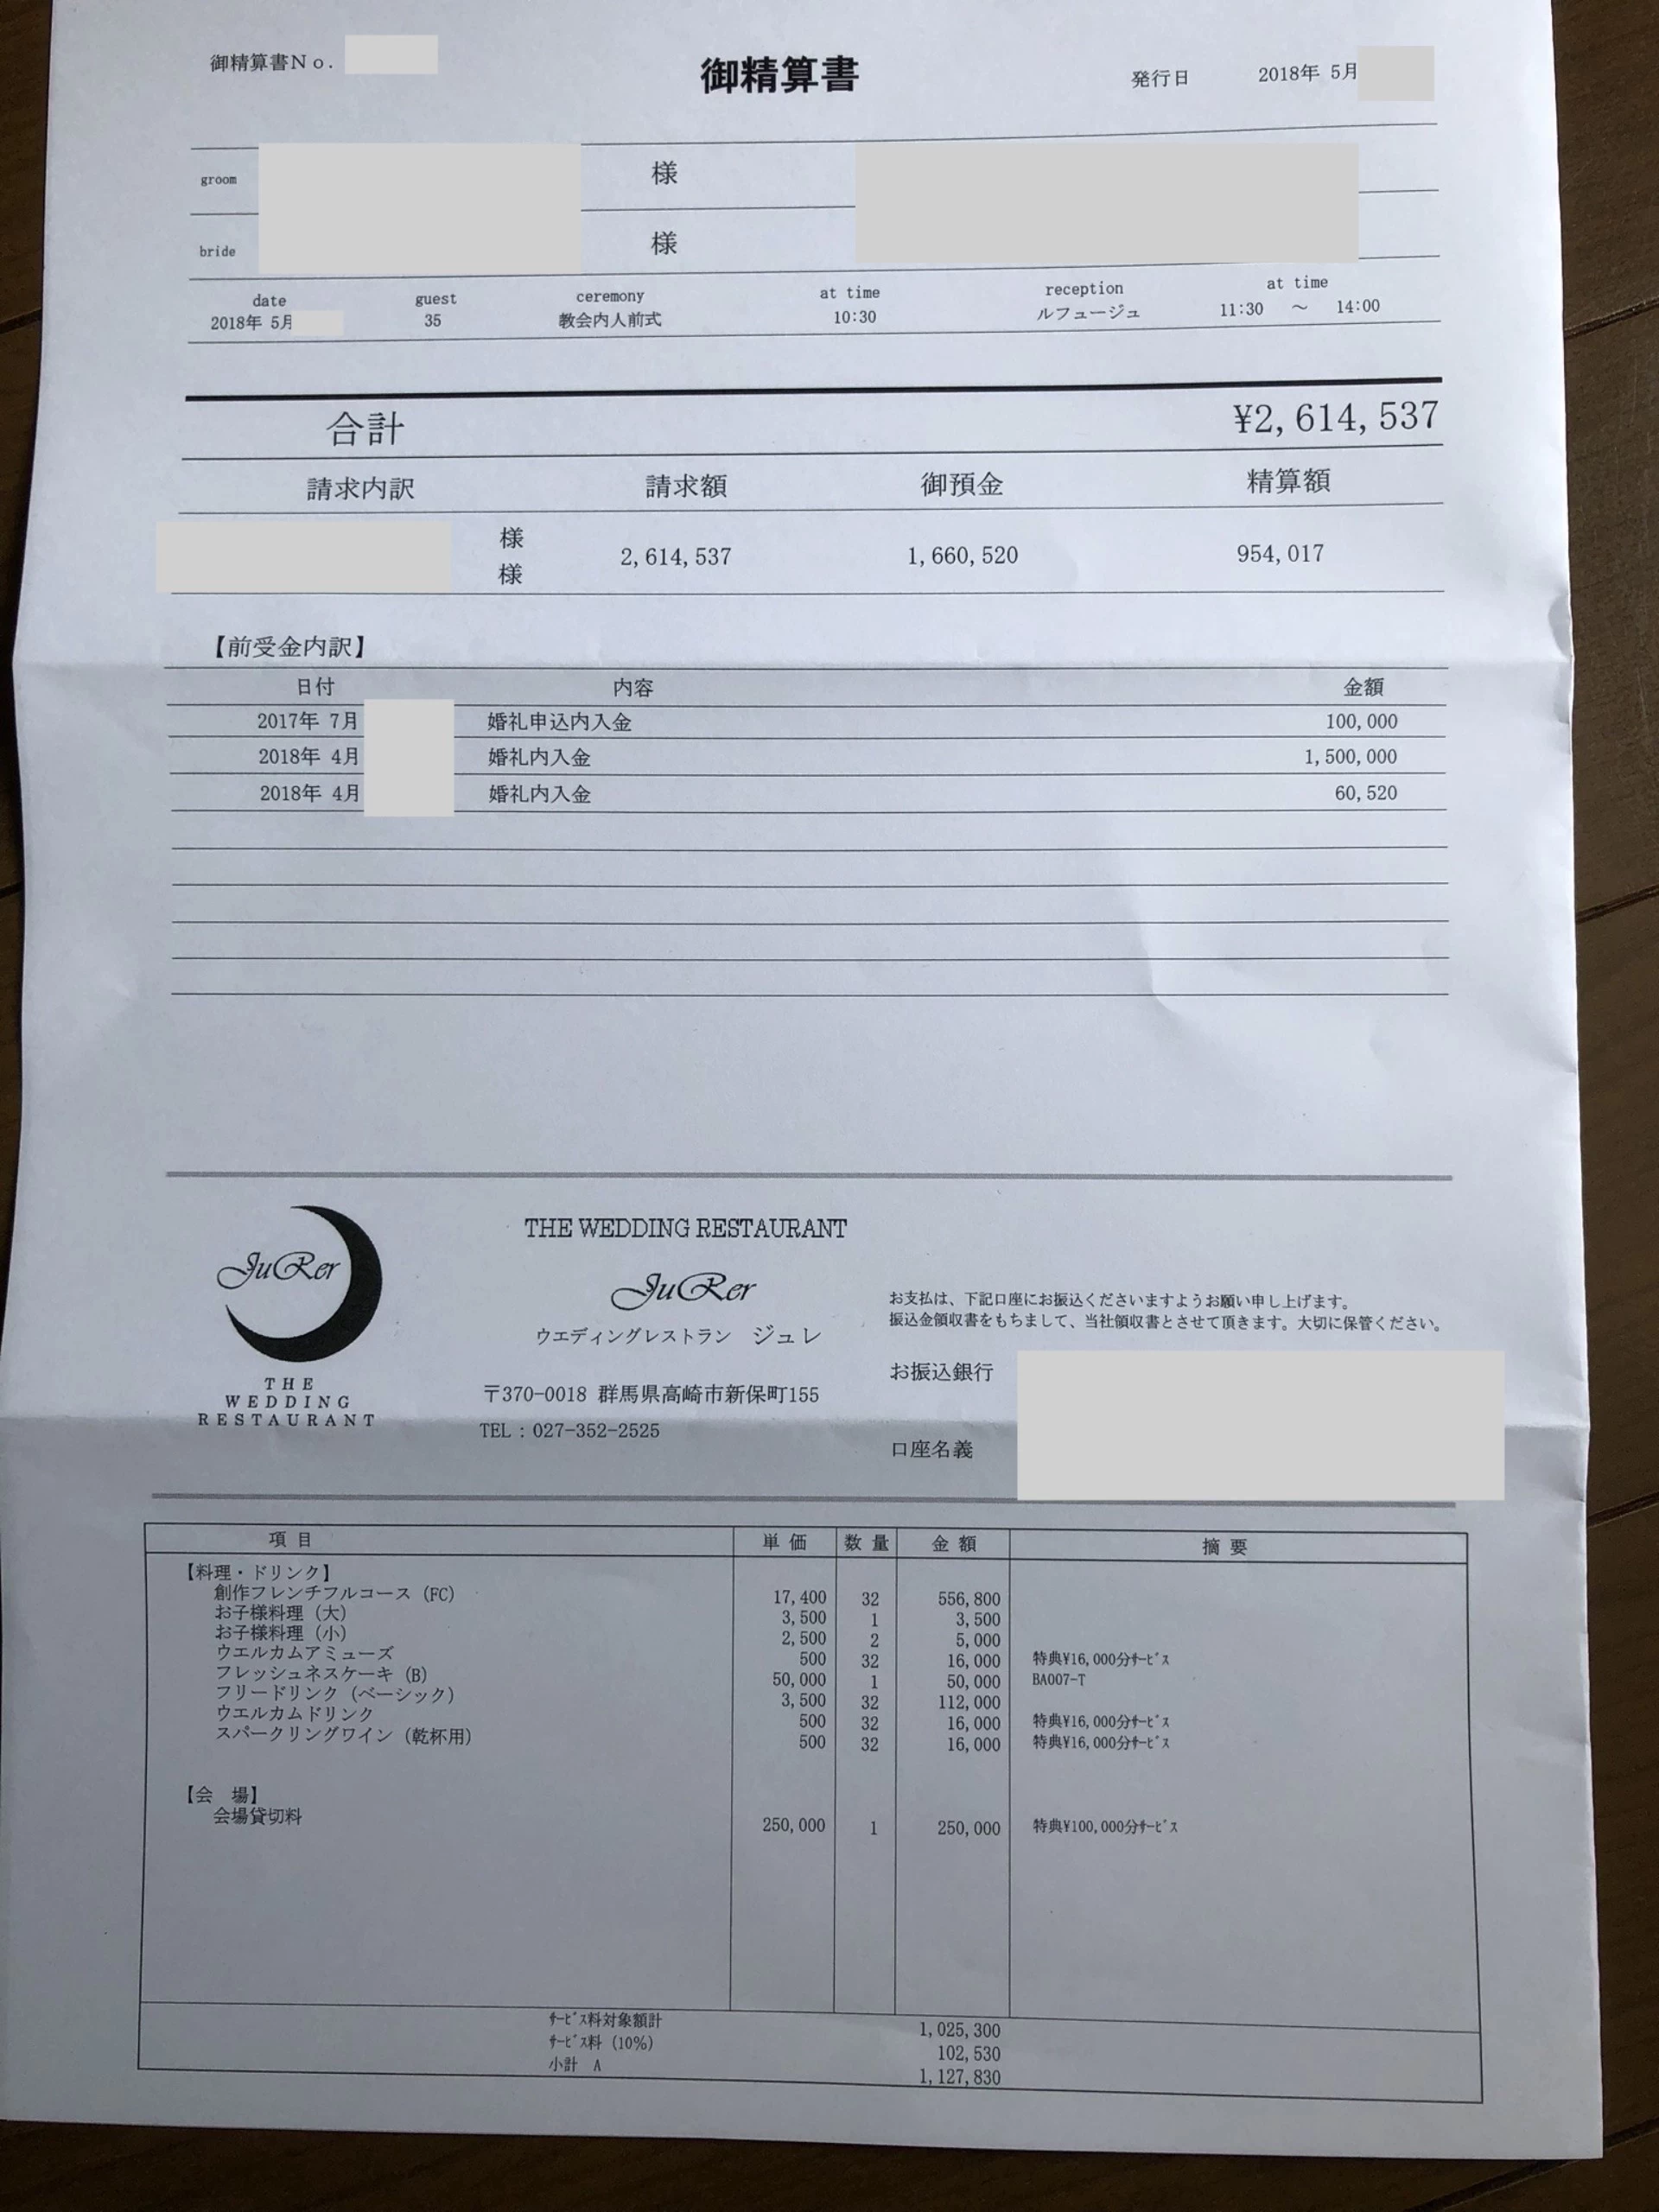 御精算書Ｎｏ.
御精算書
発行日 2018年 5月
groom 様
bride 様
date guest ceremony at time reception at time
2018年 5月 35 教会内人前式 10:30 ルフュージュ 11:30 ～ 14:00
合計 ¥2,614,537
請求内訳 請求額 御預金 精算額
様
様 2,614,537 1,660,520 954,017
【前受金内訳】
日付 内容 金額
2017年 7月 婚礼申込内入金 100,000
2018年 4月 婚礼内入金 1,500,000
2018年 4月 婚礼内入金 60,520
JuRer
THE
WEDDING
RESTAURANT
THE WEDDING RESTAURANT
JuRer
ウエディングレストラン ジュレ
〒370-0018 群馬県高崎市新保町155
TEL : 027-352-2525
お支払は、下記口座にお振込くださいますようお願い申し上げます。
振込金領収書をもちまして、当社領収書とさせて頂きます。大切に保管ください。
お振込銀行
口座名義
項 目 単 価 数 量 金 額 摘 要
【料理・ドリンク】
創作フレンチフルコース (FC) 17,400 32 556,800
お子様料理 (大) 3,500 1 3,500
お子様料理 (小) 2,500 2 5,000
ウエルカムアミューズ 500 32 16,000 特典¥16,000分ｻｰﾋﾞｽ
フレッシュネスケーキ (B) 50,000 1 50,000 BA007-T
フリードリンク (ベーシック) 3,500 32 112,000
ウエルカムドリンク 500 32 16,000 特典¥16,000分ｻｰﾋﾞｽ
スパークリングワイン (乾杯用) 500 32 16,000 特典¥16,000分ｻｰﾋﾞｽ
【会 場】
会場貸切料 250,000 1 250,000 特典¥100,000分ｻｰﾋﾞｽ
ｻｰﾋﾞｽ料対象額計 1,025,300
ｻｰﾋﾞｽ料 (10%) 102,530
小計 A 1,127,830